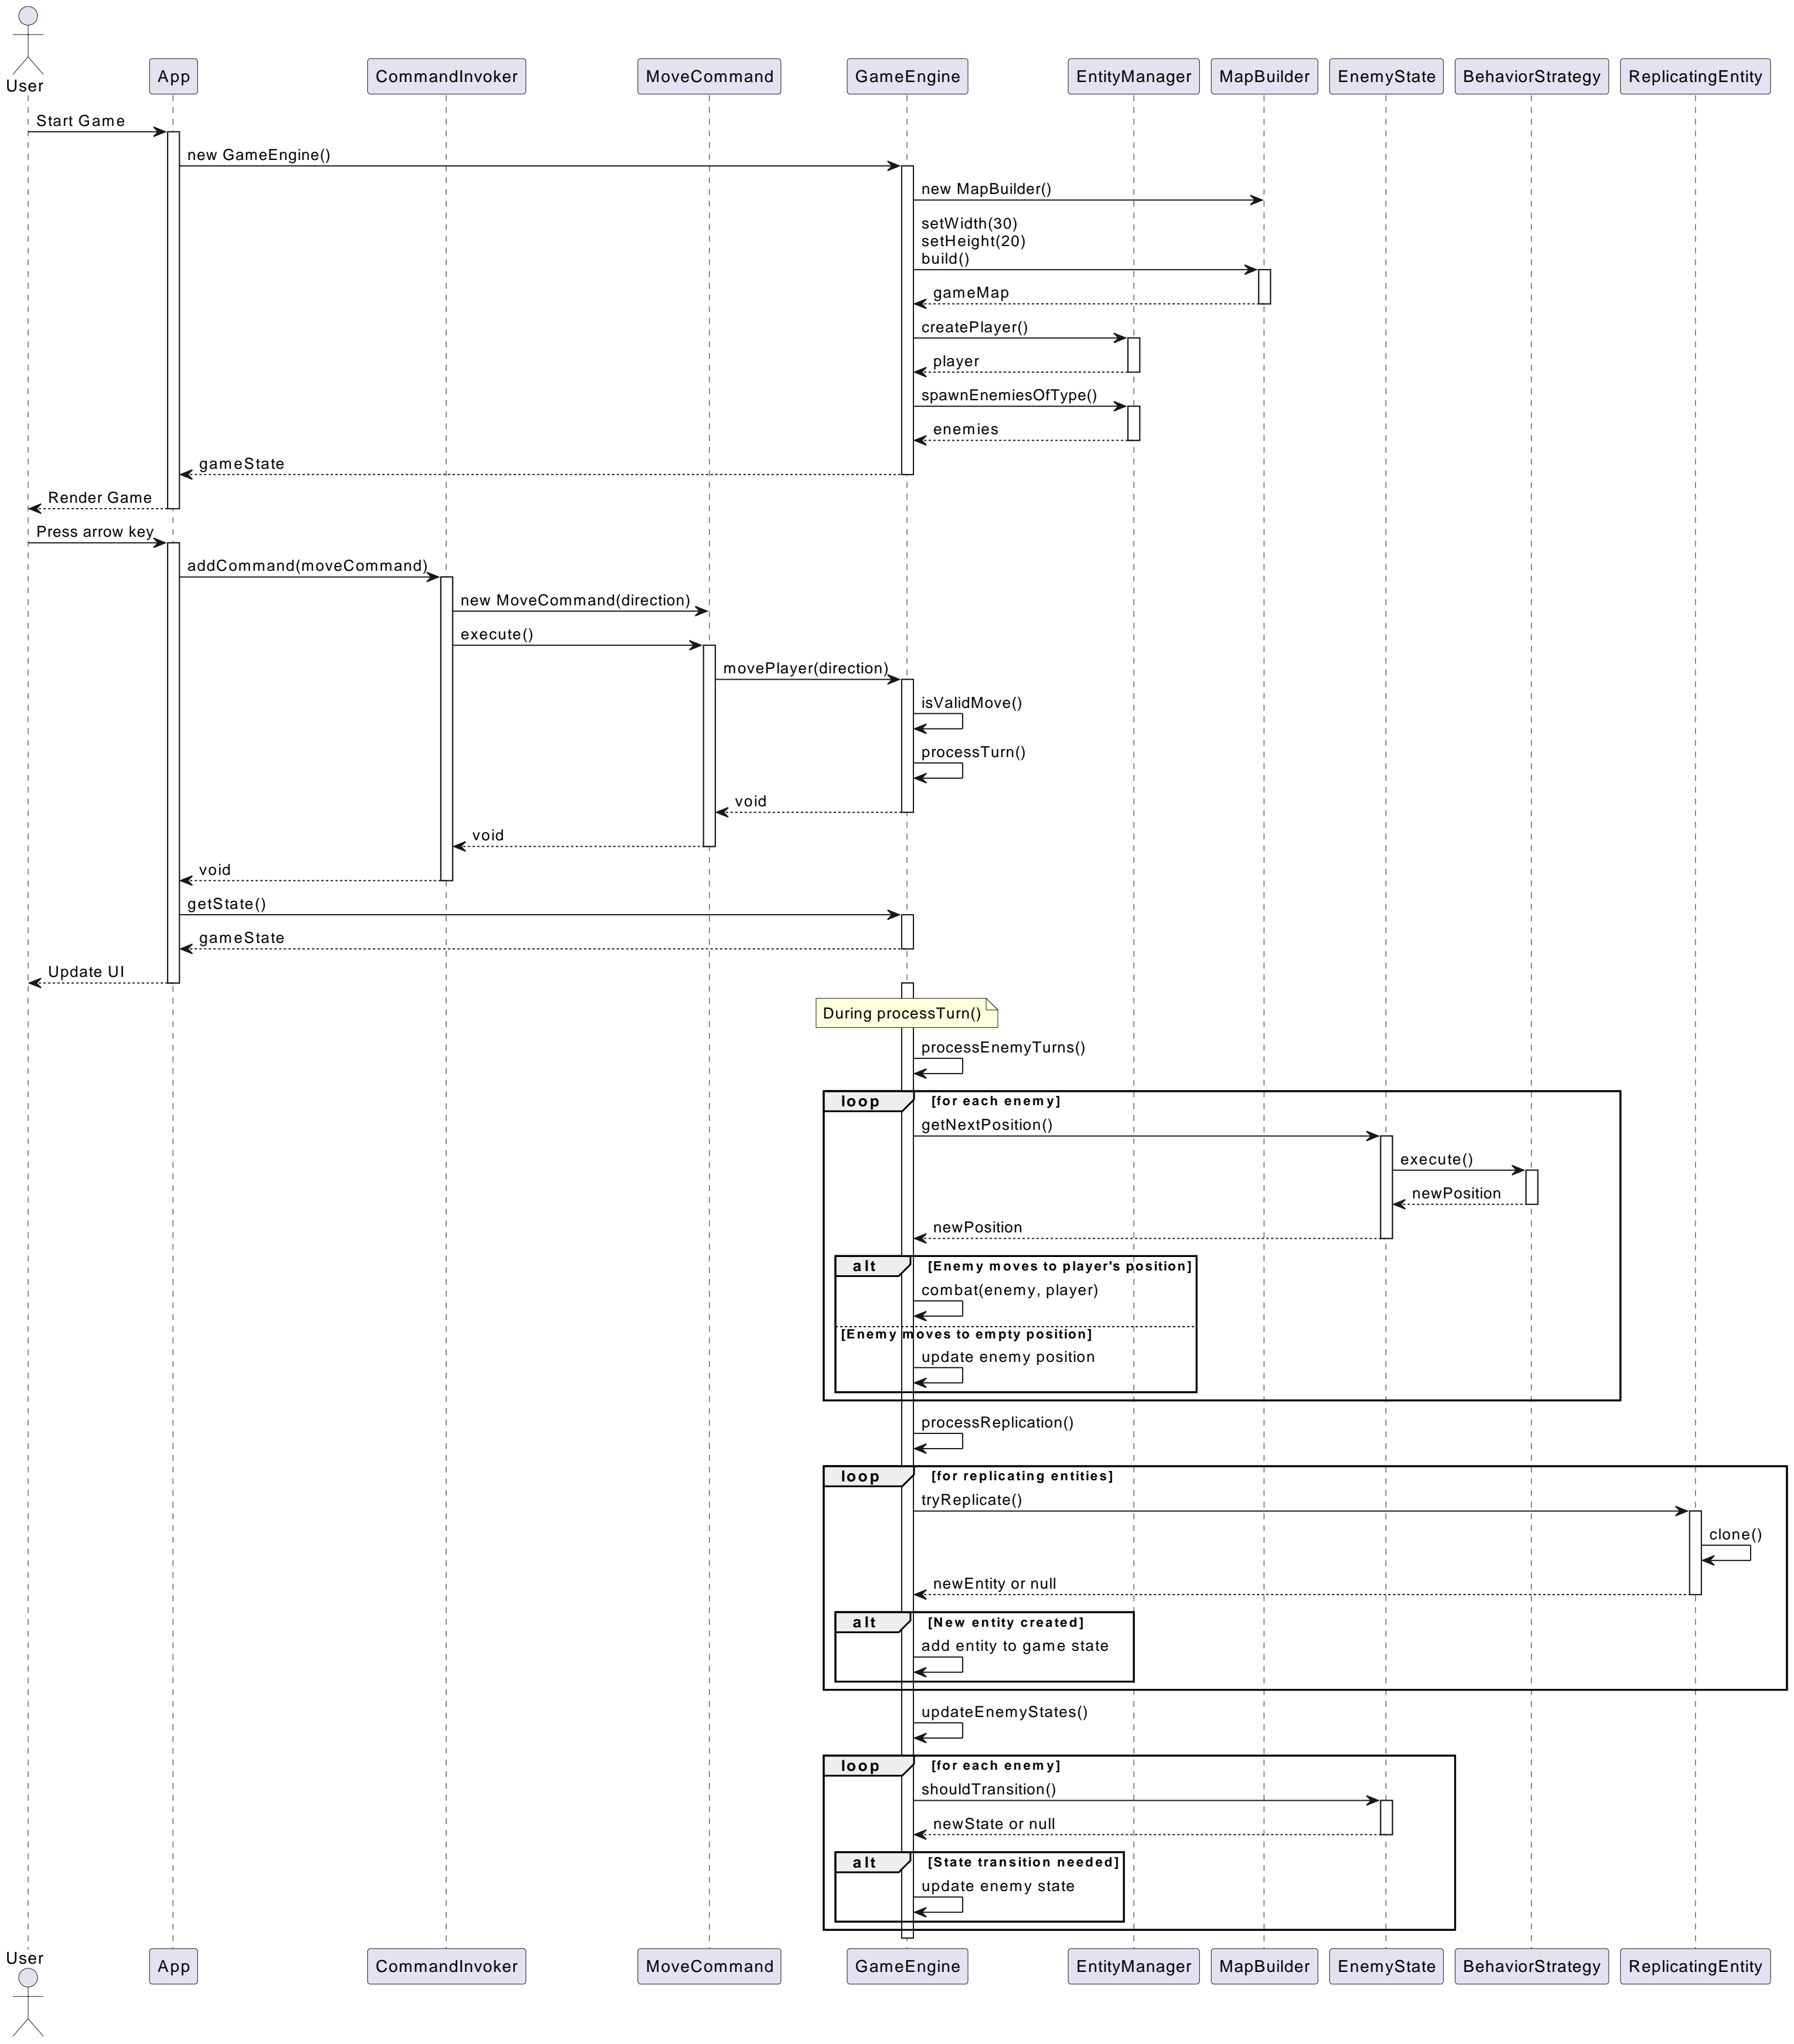 User
App
CommandInvoker
MoveCommand
GameEngine
EntityManager
MapBuilder
EnemyState
BehaviorStrategy
ReplicatingEntity
Start Game
new GameEngine()
new MapBuilder()
setWidth(30)
setHeight(20)
build()
gameMap
createPlayer()
player
spawnEnemiesOfType()
enemies
gameState
Render Game
Press arrow key
addCommand(moveCommand)
new MoveCommand(direction)
execute()
movePlayer(direction)
isValidMove()
processTurn()
void
void
void
getState()
gameState
Update UI
During processTurn()
processEnemyTurns()
loop
[for each enemy]
getNextPosition()
execute()
newPosition
newPosition
alt
[Enemy moves to player's position]
combat(enemy, player)
[Enemy moves to empty position]
update enemy position
processReplication()
loop
[for replicating entities]
tryReplicate()
clone()
newEntity or null
alt
[New entity created]
add entity to game state
updateEnemyStates()
loop
[for each enemy]
shouldTransition()
newState or null
alt
[State transition needed]
update enemy state
User
App
CommandInvoker
MoveCommand
GameEngine
EntityManager
MapBuilder
EnemyState
BehaviorStrategy
ReplicatingEntity